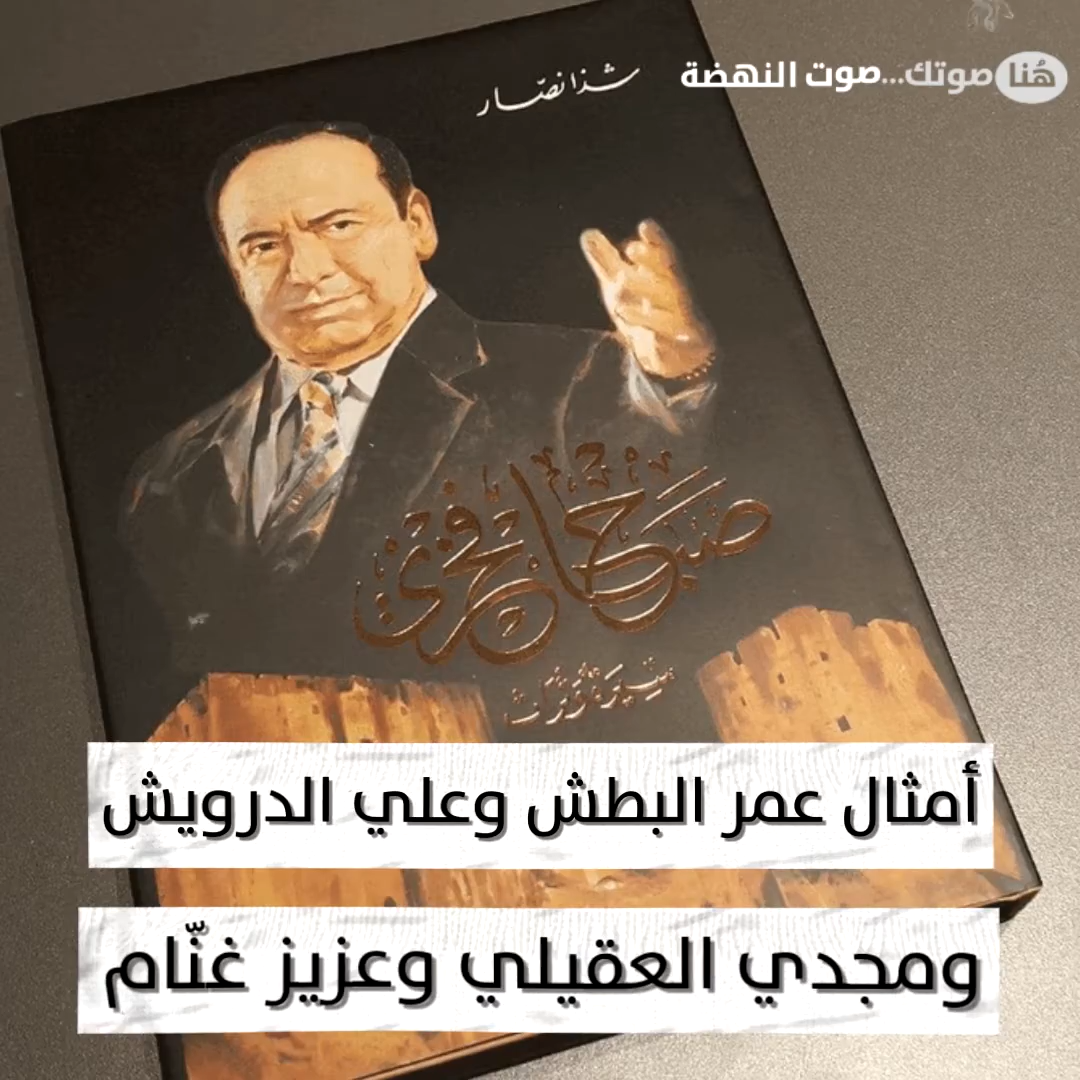 هُنا صوتك...صوت النهضة
شذا نصّار
صباح فخري
سيرة وتراث
أمثال عمر البطش وعلي الدرويش
ومجدي العقيلي وعزيز غنّام